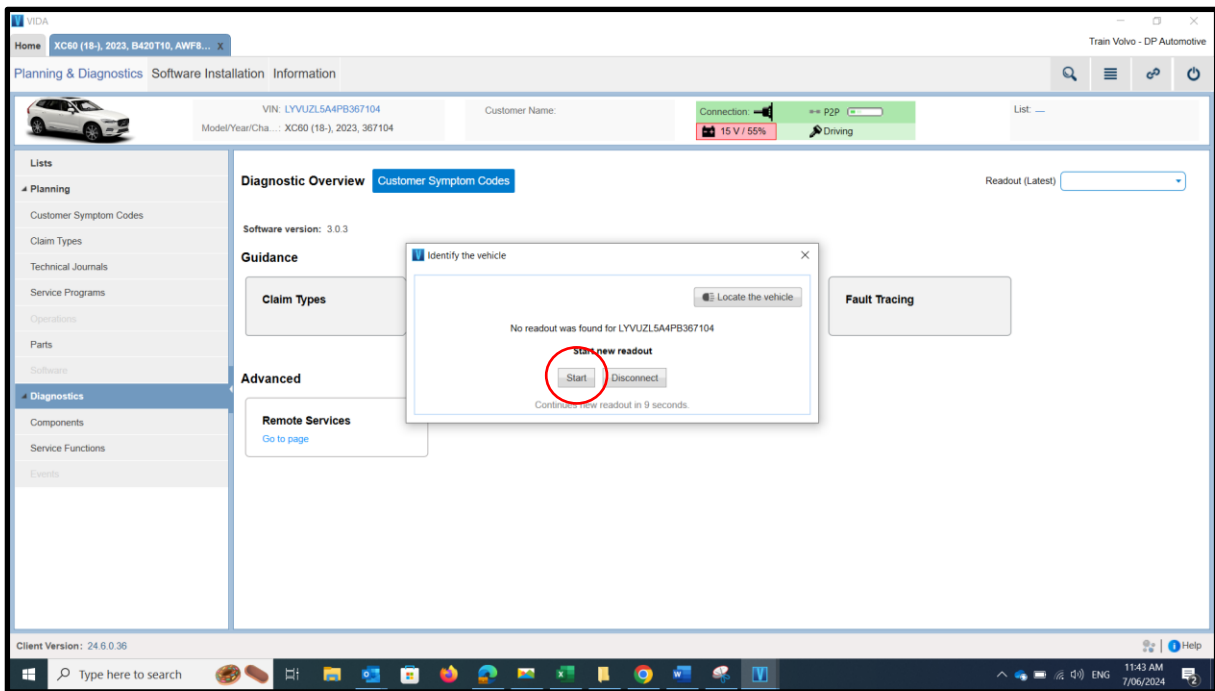 VIDA
Home XC60 (18-), 2023, B420T10, AWF8... X
Train Volvo - DP Automotive
Planning & Diagnostics Software Installation Information
VIN: LYVUZL5A4PB367104
Customer Name:
Connection:
P2P
List: —
Model/Year/Cha...: XC60 (18-), 2023, 367104
15 V / 55%
Driving
Lists
Planning
Customer Symptom Codes
Claim Types
Technical Journals
Service Programs
Operations
Parts
Software
Diagnostics
Components
Service Functions
Events
Diagnostic Overview Customer Symptom Codes
Readout (Latest)
Software version: 3.0.3
Guidance
Claim Types
Fault Tracing
Advanced
Remote Services
Go to page
Identify the vehicle
Locate the vehicle
No readout was found for LYVUZL5A4PB367104
Start new readout
Start Disconnect
Continues new readout in 9 seconds.
Client Version: 24.6.0.36
Help
Type here to search
ENG
11:43 AM
7/06/2024
2